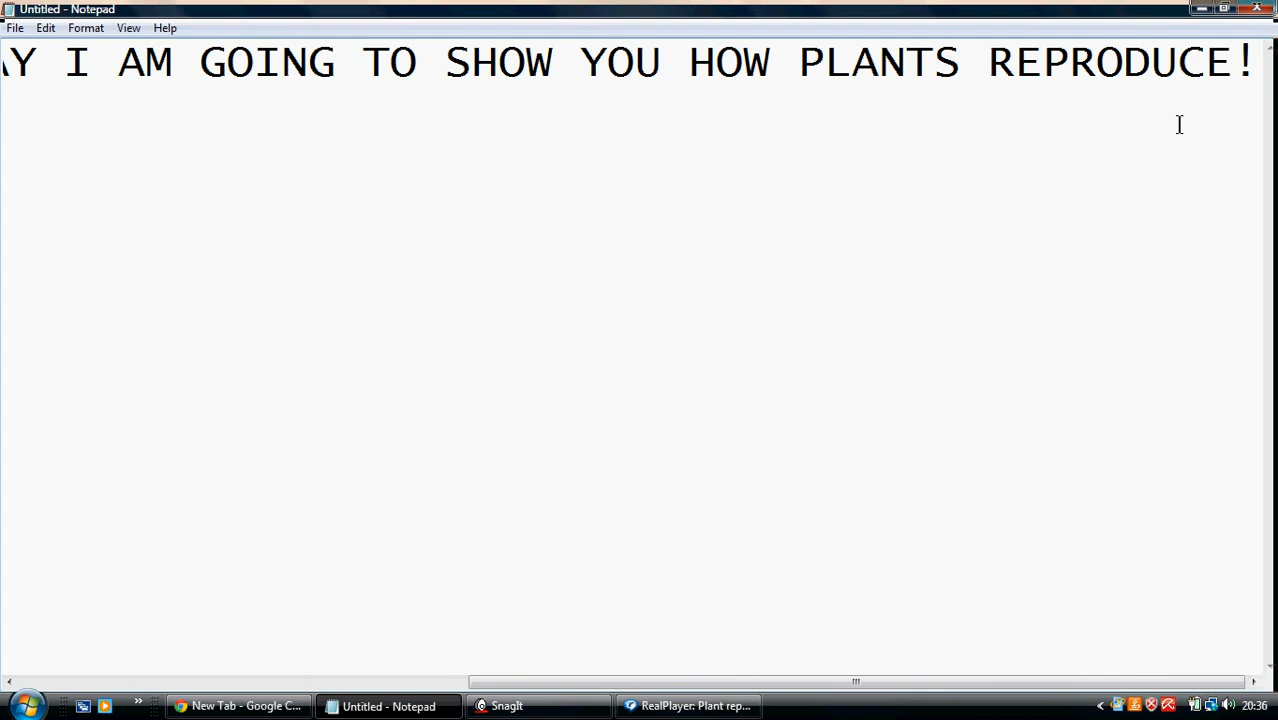 Untitled - Notepad
File Edit Format View Help
AY I AM GOING TO SHOW YOU HOW PLANTS REPRODUCE!
New Tab - Google C...
Untitled - Notepad
SnagIt
RealPlayer: Plant rep...
20:36